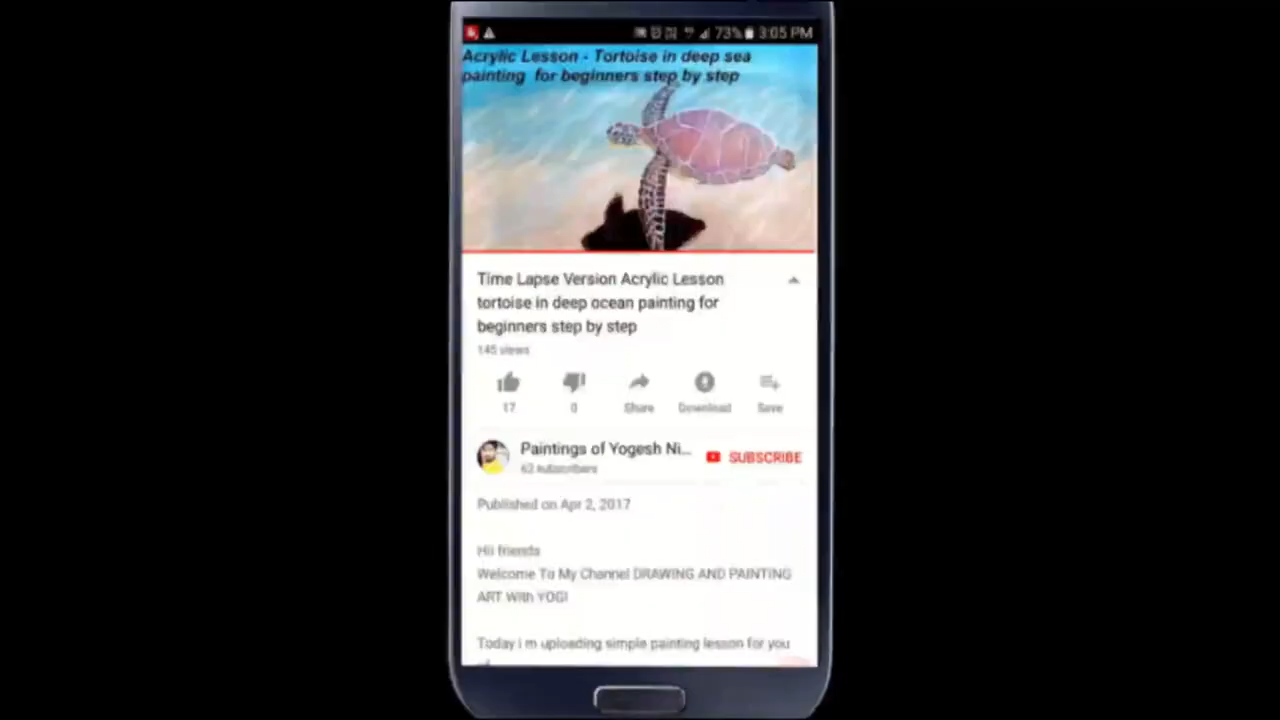 73% 3:05 PM
Acrylic Lesson - Tortoise in deep sea
painting for beginners step by step
Time Lapse Version Acrylic Lesson
tortoise in deep ocean painting for
beginners step by step
145 views
17
0
Share
Download
Save
Paintings of Yogesh Ni...
SUBSCRIBE
62 subscribers
Published on Apr 2, 2017
Hii friends
Welcome To My Channel DRAWING AND PAINTING
ART With YOGI
Today i m uploading simple painting lesson for you